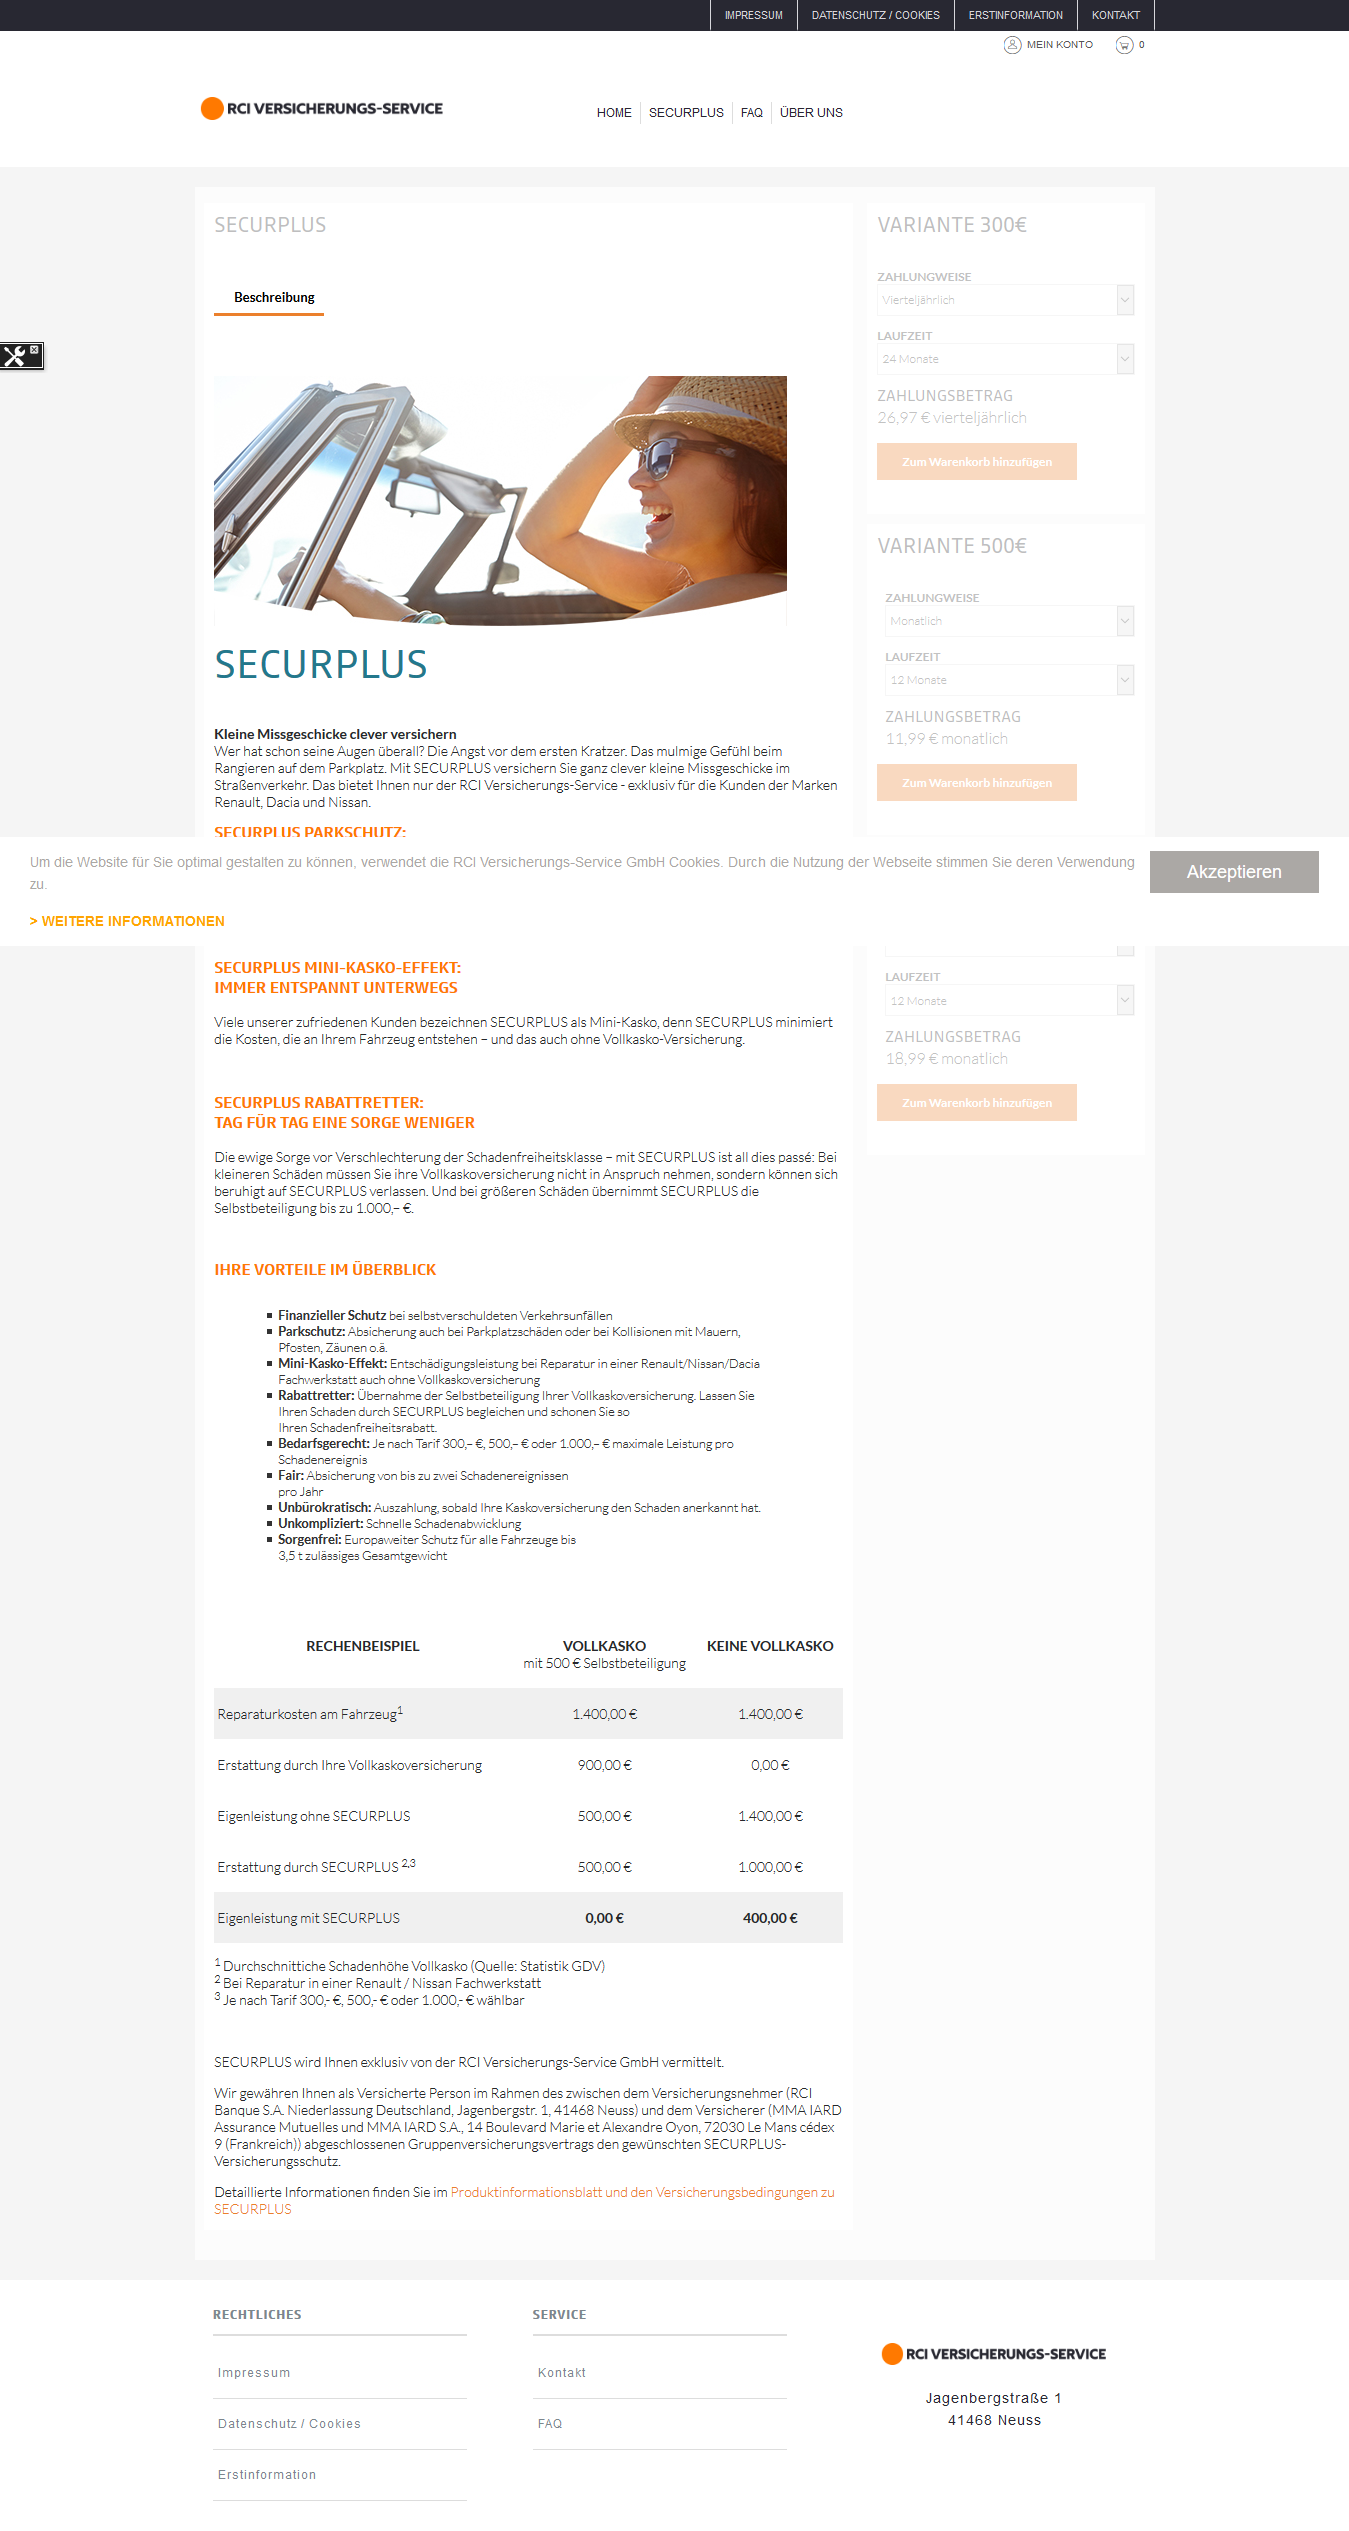 IMPRESSUM
DATENSCHUTZ / COOKIES
ERSTINFORMATION
KONTAKT
MEIN KONTO
0
RCI VERSICHERUNGS-SERVICE
HOME
SECURPLUS
FAQ
ÜBER UNS
SECURPLUS
Beschreibung
SECURPLUS
Kleine Missgeschicke clever versichern
Wer hat schon seine Augen überall? Die Angst vor dem ersten Kratzer. Das mulmige Gefühl beim
Rangieren auf dem Parkplatz. Mit SECURPLUS versichern Sie ganz clever kleine Missgeschicke im
Straßenverkehr. Das bietet Ihnen nur der RCI Versicherungs-Service - exklusiv für die Kunden der Marken
Renault, Dacia und Nissan.
SECURPLUS PARKSCHUTZ:
VARIANTE 300€
ZAHLUNGWEISE
Vierteljährlich
LAUFZEIT
24 Monate
ZAHLUNGSBETRAG
26,97 € vierteljährlich
Zum Warenkorb hinzufügen
VARIANTE 500€
ZAHLUNGWEISE
Monatlich
LAUFZEIT
12 Monate
ZAHLUNGSBETRAG
11,99 € monatlich
Zum Warenkorb hinzufügen
Um die Website für Sie optimal gestalten zu können, verwendet die RCI Versicherungs-Service GmbH Cookies. Durch die Nutzung der Webseite stimmen Sie deren Verwendung
zu.
> WEITERE INFORMATIONEN
Akzeptieren
LAUFZEIT
12 Monate
ZAHLUNGSBETRAG
18,99 € monatlich
Zum Warenkorb hinzufügen
SECURPLUS MINI-KASKO-EFFEKT:
IMMER ENTSPANNT UNTERWEGS
Viele unserer zufriedenen Kunden bezeichnen SECURPLUS als Mini-Kasko, denn SECURPLUS minimiert
die Kosten, die an Ihrem Fahrzeug entstehen – und das auch ohne Vollkasko-Versicherung.
SECURPLUS RABATTRETTER:
TAG FÜR TAG EINE SORGE WENIGER
Die ewige Sorge vor Verschlechterung der Schadenfreiheitsklasse – mit SECURPLUS ist all dies passé: Bei
kleineren Schäden müssen Sie ihre Vollkaskoversicherung nicht in Anspruch nehmen, sondern können sich
beruhigt auf SECURPLUS verlassen. Und bei größeren Schäden übernimmt SECURPLUS die
Selbstbeteiligung bis zu 1.000,– €.
IHRE VORTEILE IM ÜBERBLICK
▪ Finanzieller Schutz bei selbstverschuldeten Verkehrsunfällen
▪ Parkschutz: Absicherung auch bei Parkplatzschäden oder bei Kollisionen mit Mauern,
Pfosten, Zäunen o.ä.
▪ Mini-Kasko-Effekt: Entschädigungsleistung bei Reparatur in einer Renault/Nissan/Dacia
Fachwerkstatt auch ohne Vollkaskoversicherung
▪ Rabattretter: Übernahme der Selbstbeteiligung Ihrer Vollkaskoversicherung. Lassen Sie
Ihren Schaden durch SECURPLUS begleichen und schonen Sie so
Ihren Schadenfreiheitsrabatt.
▪ Bedarfsgerecht: Je nach Tarif 300,– €, 500,– € oder 1.000,– € maximale Leistung pro
Schadenereignis
▪ Fair: Absicherung von bis zu zwei Schadenereignissen
pro Jahr
▪ Unbürokratisch: Auszahlung, sobald Ihre Kaskoversicherung den Schaden anerkannt hat.
▪ Unkompliziert: Schnelle Schadenabwicklung
▪ Sorgenfrei: Europaweiter Schutz für alle Fahrzeuge bis
3,5 t zulässiges Gesamtgewicht
RECHENBEISPIEL VOLLKASKO KEINE VOLLKASKO
mit 500 € Selbstbeteiligung
Reparaturkosten am Fahrzeug¹ 1.400,00 € 1.400,00 €
Erstattung durch Ihre Vollkaskoversicherung 900,00 € 0,00 €
Eigenleistung ohne SECURPLUS 500,00 € 1.400,00 €
Erstattung durch SECURPLUS ²,³ 500,00 € 1.000,00 €
Eigenleistung mit SECURPLUS 0,00 € 400,00 €
¹ Durchschnittiche Schadenhöhe Vollkasko (Quelle: Statistik GDV)
² Bei Reparatur in einer Renault / Nissan Fachwerkstatt
³ Je nach Tarif 300,- €, 500,- € oder 1.000,- € wählbar
SECURPLUS wird Ihnen exklusiv von der RCI Versicherungs-Service GmbH vermittelt.
Wir gewähren Ihnen als Versicherte Person im Rahmen des zwischen dem Versicherungsnehmer (RCI
Banque S.A. Niederlassung Deutschland, Jagenbergstr. 1, 41468 Neuss) und dem Versicherer (MMA IARD
Assurance Mutuelles und MMA IARD S.A., 14 Boulevard Marie et Alexandre Oyon, 72030 Le Mans cédex
9 (Frankreich)) abgeschlossenen Gruppenversicherungsvertrags den gewünschten SECURPLUS-
Versicherungsschutz.
Detaillierte Informationen finden Sie im Produktinformationsblatt und den Versicherungsbedingungen zu
SECURPLUS
RECHTLICHES
Impressum
Datenschutz / Cookies
Erstinformation
SERVICE
Kontakt
FAQ
RCI VERSICHERUNGS-SERVICE
Jagenbergstraße 1
41468 Neuss